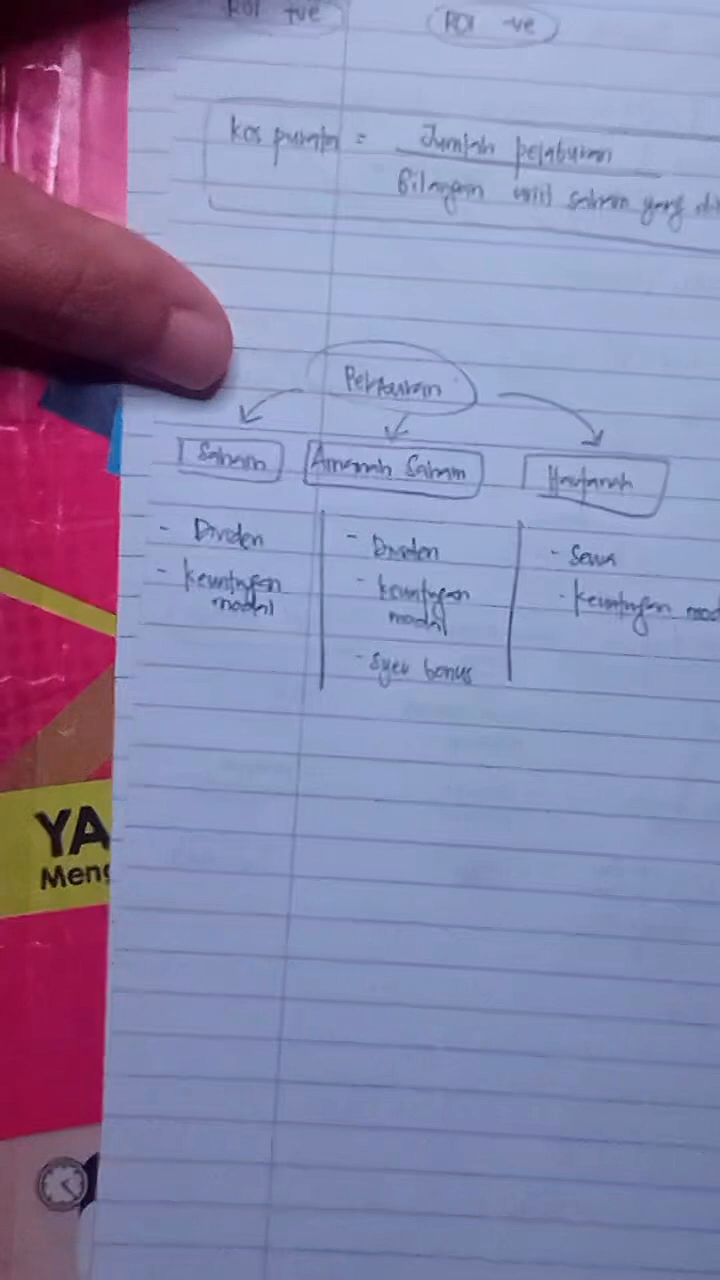 ROI +ve
ROI -ve
Kos purata = Jumlah pelaburan
Bilangan unit saham yang
Pelaburan
Saham
Amanah Saham
Hartanah
- Dividen
- Keuntungan
modal
- Dividen
- Keuntungan
modal
- Syer bonus
- Sewa
- Keuntungan
YA
Meng